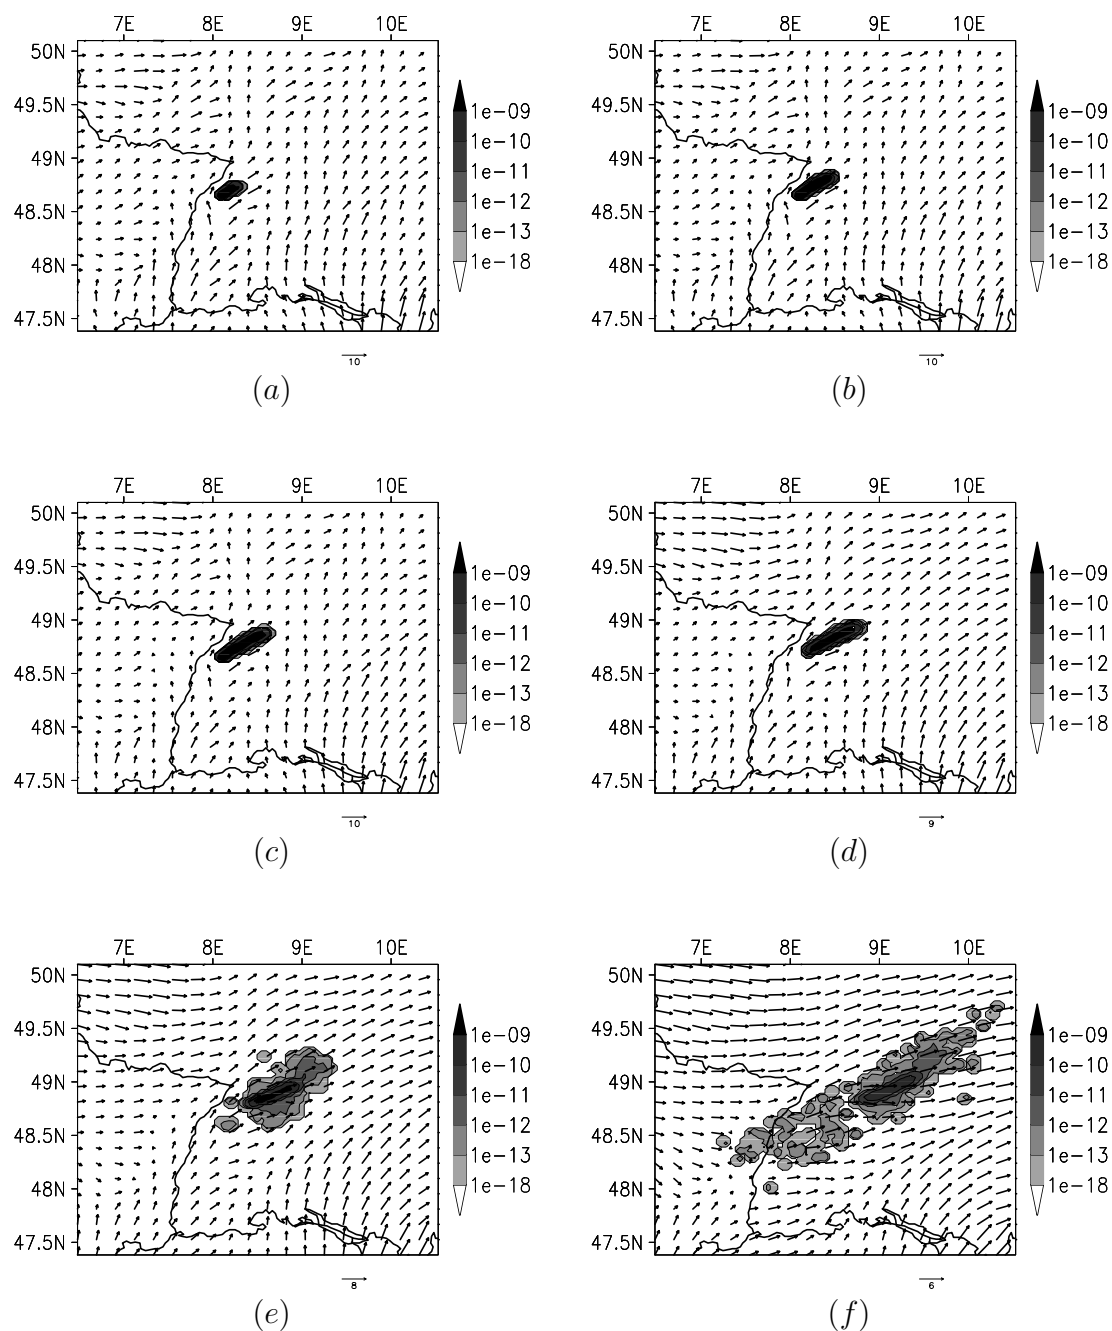 7E 8E 9E 10E 7E 8E 9E 10E
50N 50N
49.5N 1e-09 49.5N 1e-09
1e-10 1e-10
49N 49N
1e-11 1e-11
48.5N 1e-12 48.5N 1e-12
1e-13 1e-13
48N 1e-18 48N 1e-18
47.5N 47.5N
10 10
(a) (b)
7E 8E 9E 10E 7E 8E 9E 10E
50N 50N
49.5N 1e-09 49.5N 1e-09
1e-10 1e-10
49N 49N
1e-11 1e-11
48.5N 1e-12 48.5N 1e-12
1e-13 1e-13
48N 1e-18 48N 1e-18
47.5N 47.5N
10 9
(c) (d)
7E 8E 9E 10E 7E 8E 9E 10E
50N 50N
49.5N 1e-09 49.5N 1e-09
1e-10 1e-10
49N 49N
1e-11 1e-11
48.5N 1e-12 48.5N 1e-12
1e-13 1e-13
48N 1e-18 48N 1e-18
47.5N 47.5N
8 6
(e) (f)